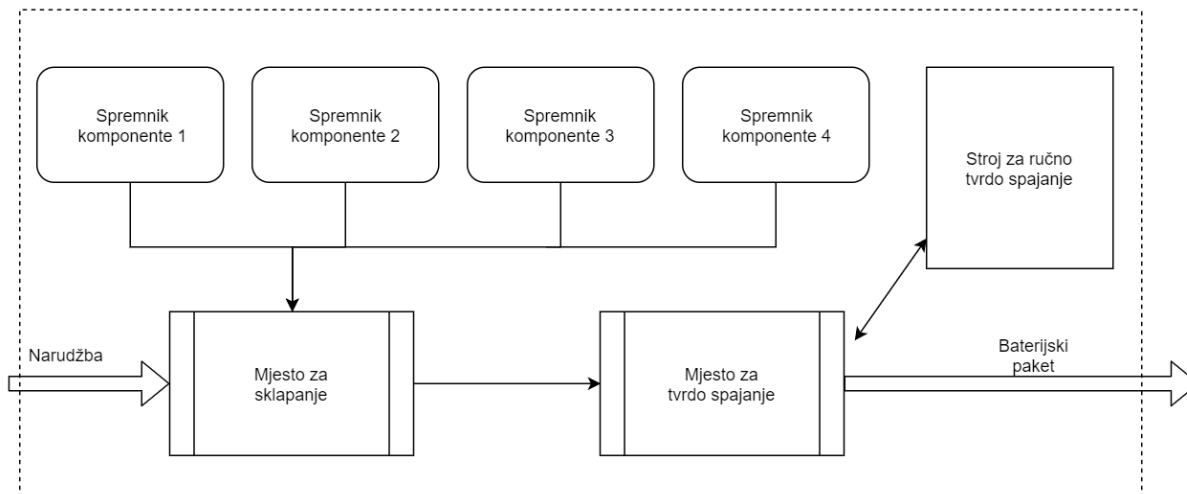 Spremnik
komponente 1
Spremnik
komponente 2
Spremnik
komponente 3
Spremnik
komponente 4
Stroj za ručno
tvrdo spajanje
Narudžba
Mjesto za
sklapanje
Mjesto za
tvrdo spajanje
Baterijski
paket